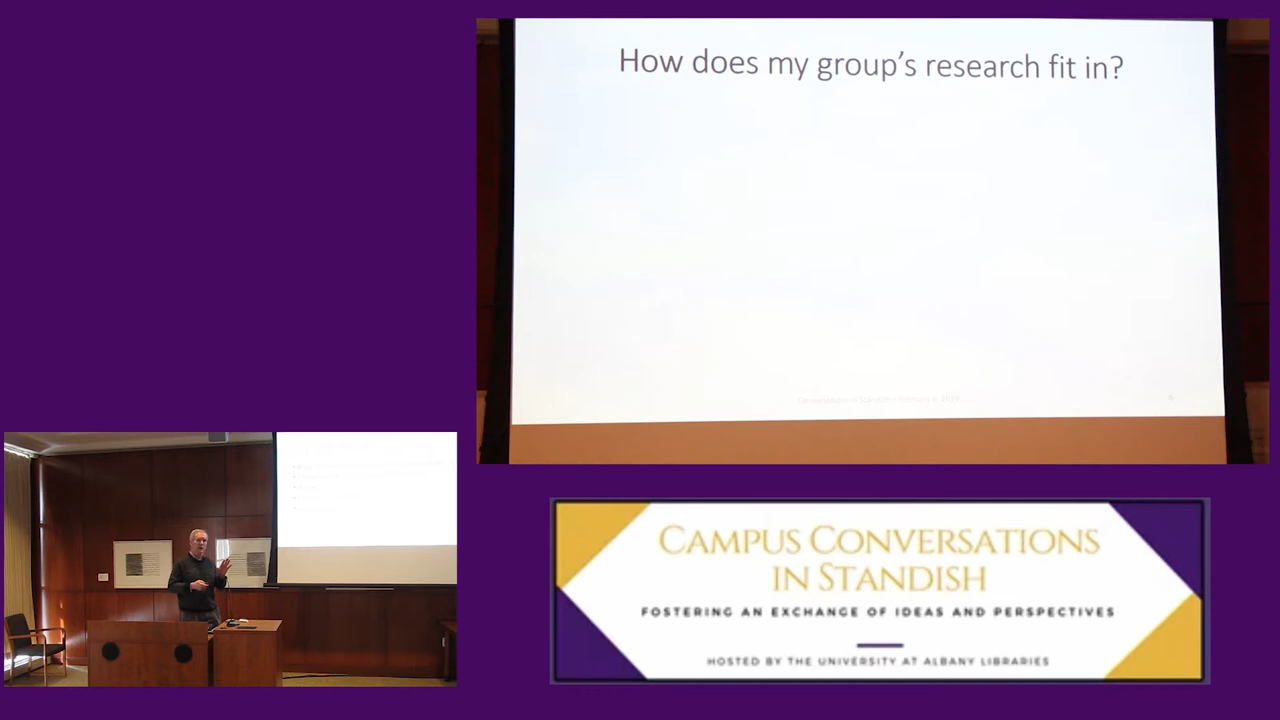 How does my group's research fit in?
CAMPUS CONVERSATIONS
IN STANDISH
FOSTERING AN EXCHANGE OF IDEAS AND PERSPECTIVES
HOSTED BY THE UNIVERSITY AT ALBANY LIBRARIES